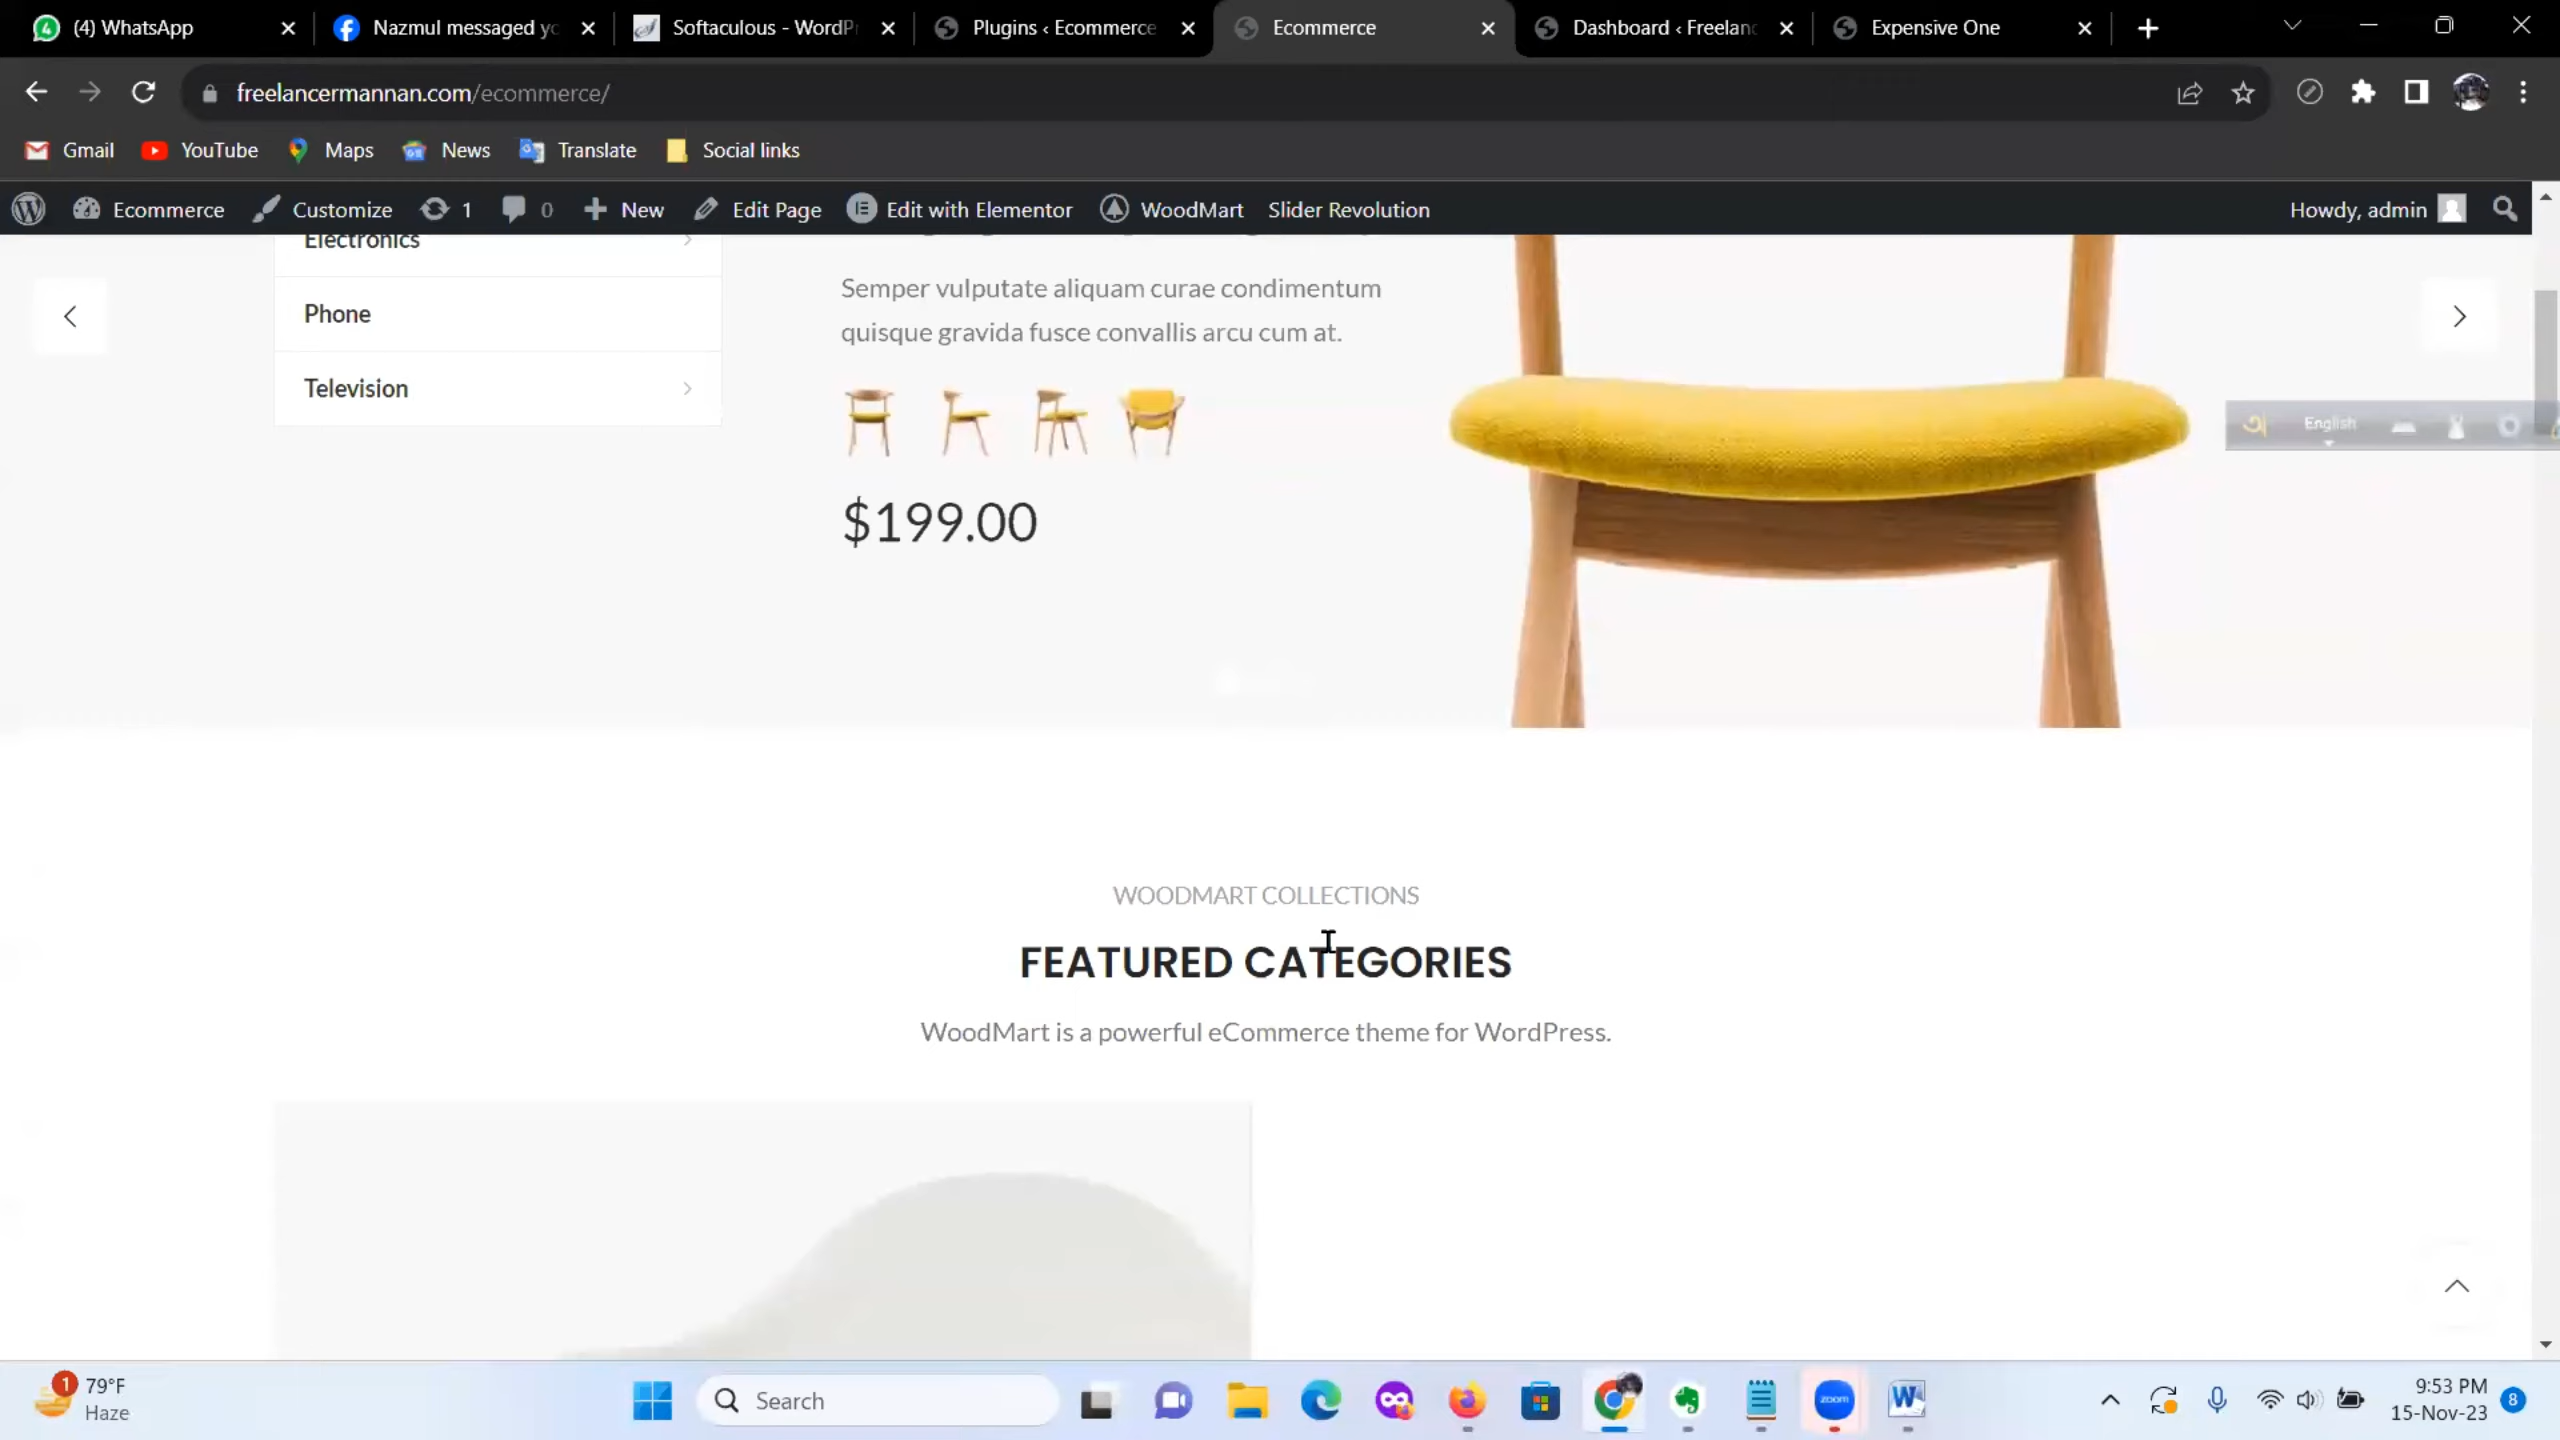 (4) WhatsApp
Nazmul messaged yo
Softaculous - WordP
Plugins ‹ Ecommerce
Ecommerce
Dashboard ‹ Freelanc
Expensive One
freelancermannan.com/ecommerce/
Gmail
YouTube
Maps
News
Translate
Social links
Ecommerce
Customize
1
0
New
Edit Page
Edit with Elementor
WoodMart
Slider Revolution
Howdy, admin
Electronics
Phone
Television
Semper vulputate aliquam curae condimentum
quisque gravida fusce convallis arcu cum at.
$199.00
English
WOODMART COLLECTIONS
FEATURED CATEGORIES
WoodMart is a powerful eCommerce theme for WordPress.
1
79°F
Haze
Search
zoom
9:53 PM
15-Nov-23
8